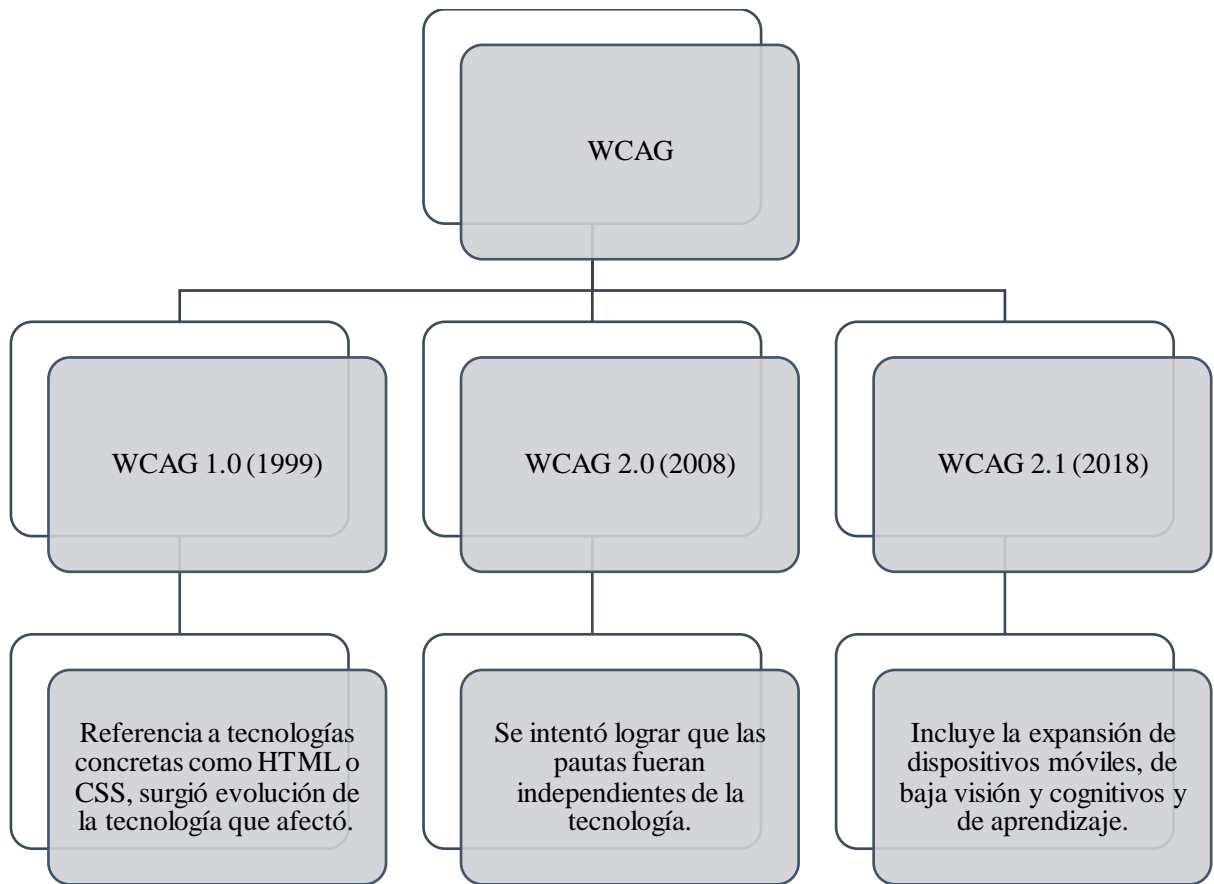 WCAG
WCAG 1.0 (1999)
WCAG 2.0 (2008)
WCAG 2.1 (2018)
Referencia a tecnologías
concretas como HTML o
CSS, surgió evolución de
la tecnología que afectó.
Se intentó lograr que las
pautas fueran
independientes de la
tecnología.
Incluye la expansión de
dispositivos móviles, de
baja visión y cognitivos y
de aprendizaje.